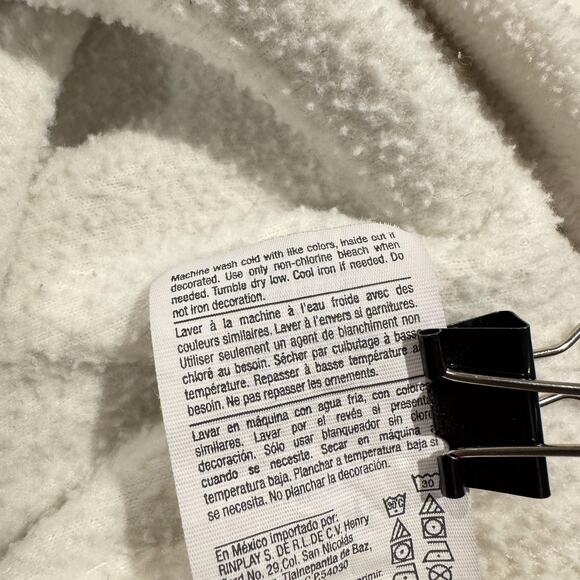 Machine wash cold with like colors, inside out if
decorated. Use only non-chlorine bleach when
needed. Tumble dry low. Cool iron if needed. Do
not iron decoration.
Laver à la machine à l'eau froide avec des
couleurs similaires. Laver à l'envers si garnitures.
Utiliser seulement un agent de blanchiment non
chloré au besoin. Sécher par culbutage à basse
température. Repasser à basse température au
besoin. Ne pas repasser les ornements.
Lavar en máquina con agua fría, con colores
similares. Lavar por el revés si present
decoración. Sólo usar blanqueador sin cloro
cuando se necesite. Secar en máquina
temperatura baja. Planchar a temperatura baja si
se necesita. No planchar la decoración.
30
En México importado por:
RINPLAY S. DE R.L. DE C.V. Henry
Ford No. 29, Col. San Nicolás
Tlalnepantla de Baz,
CP54030